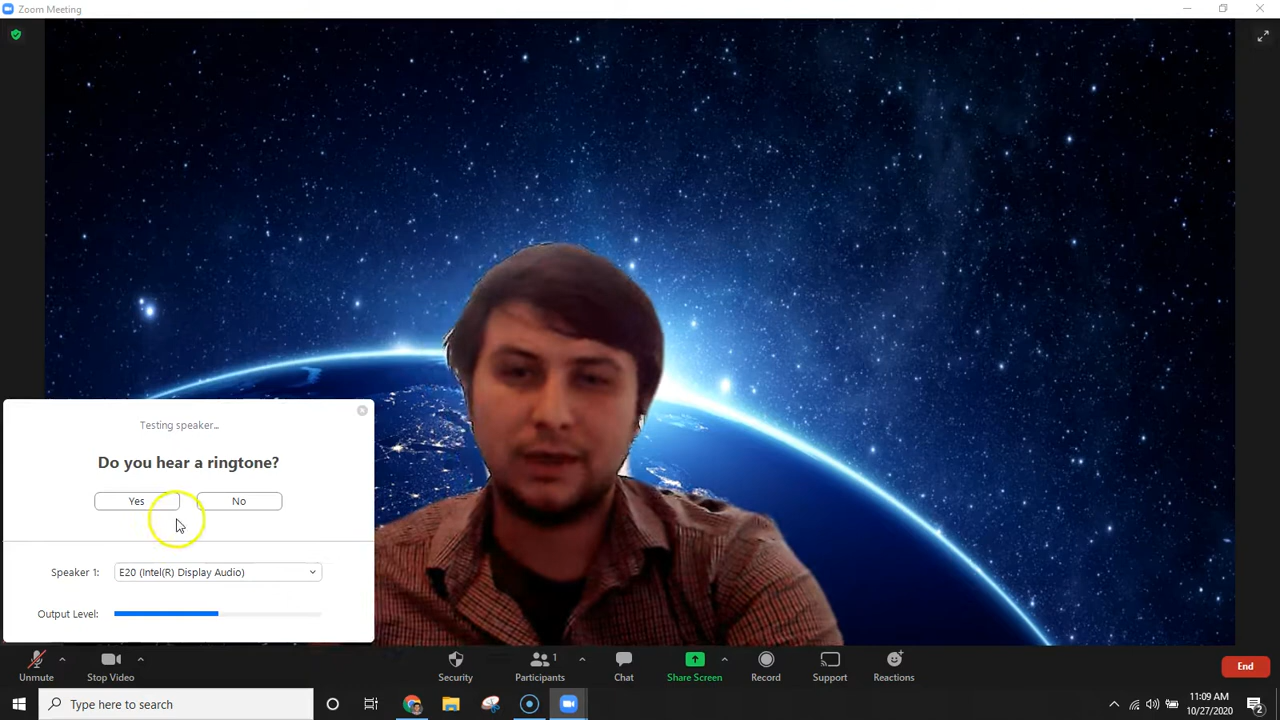 Zoom Meeting
Testing speaker...
Do you hear a ringtone?
Yes No
Speaker 1: E20 (Intel(R) Display Audio)
Output Level:
Unmute Stop Video Security Participants 1 Chat Share Screen Record Support Reactions End
Type here to search
11:09 AM
10/27/2020
2